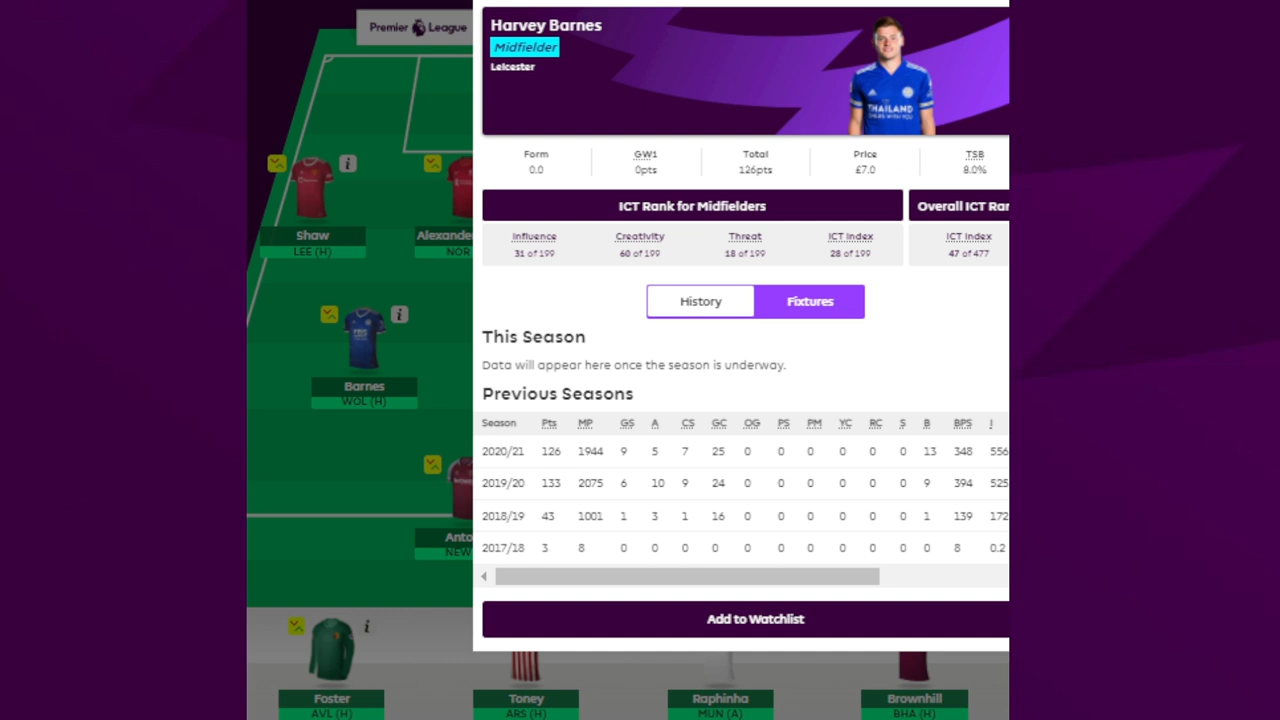 Premier League
Harvey Barnes
Midfielder
Leicester
THAILAND
Form GW1 Total Price TSB
0.0 0pts 126pts £7.0 8.0%
ICT Rank for Midfielders
Overall ICT Ran
Influence Creativity Threat ICT Index ICT Index
31 of 199 60 of 199 18 of 199 28 of 199 47 of 477
History Fixtures
This Season
Data will appear here once the season is underway.
Previous Seasons
Season Pts MP GS A CS GC OG PS PM YC RC S B BPS I
2020/21 126 1944 9 5 7 25 0 0 0 0 0 0 13 348 556
2019/20 133 2075 6 10 9 24 0 0 0 0 0 0 9 394 525
2018/19 43 1001 1 3 1 16 0 0 0 0 0 0 1 139 172
2017/18 3 8 0 0 0 0 0 0 0 0 0 0 0 8 0.2
Add to Watchlist
Shaw
LEE (H)
Alexande
NOR
Barnes
WOL (H)
Anto
NEW
Foster
AVL (H)
Toney
ARS (H)
Raphinha
MUN (A)
Brownhill
BHA (H)